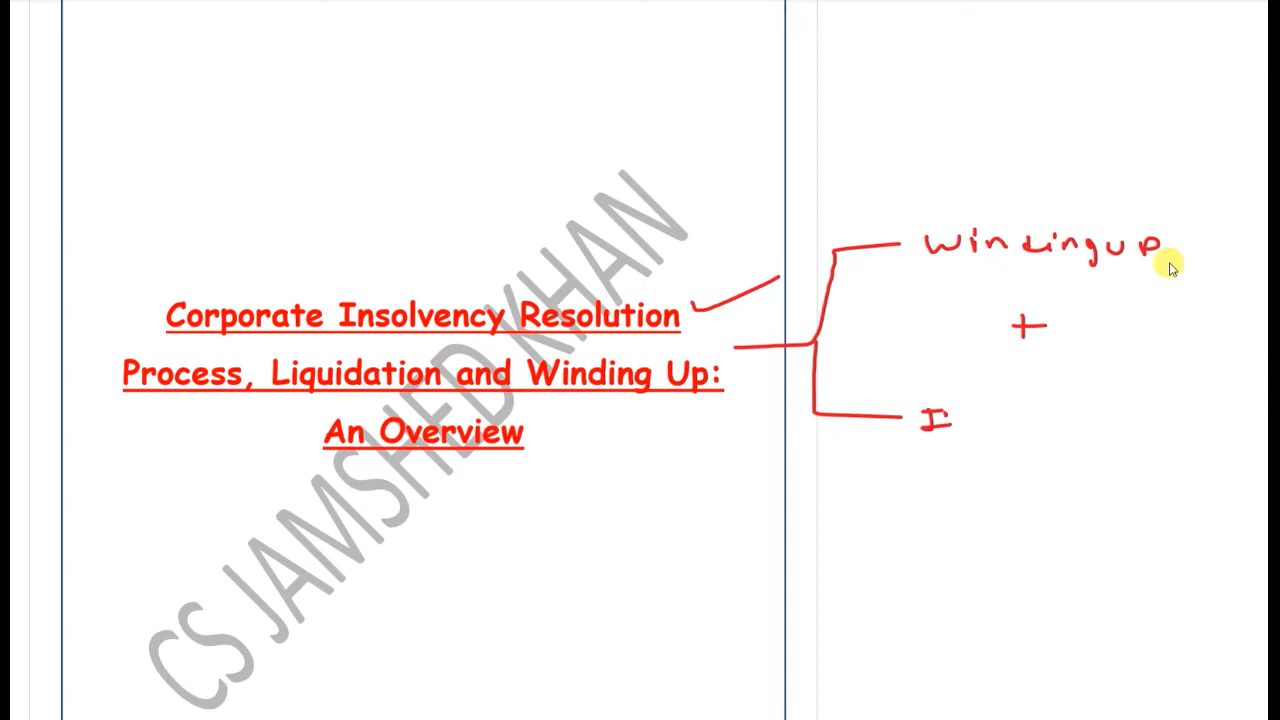 Corporate Insolvency Resolution
Process, Liquidation and Winding Up:
An Overview
Winding up
+
I
CS JAMSHED KHAN